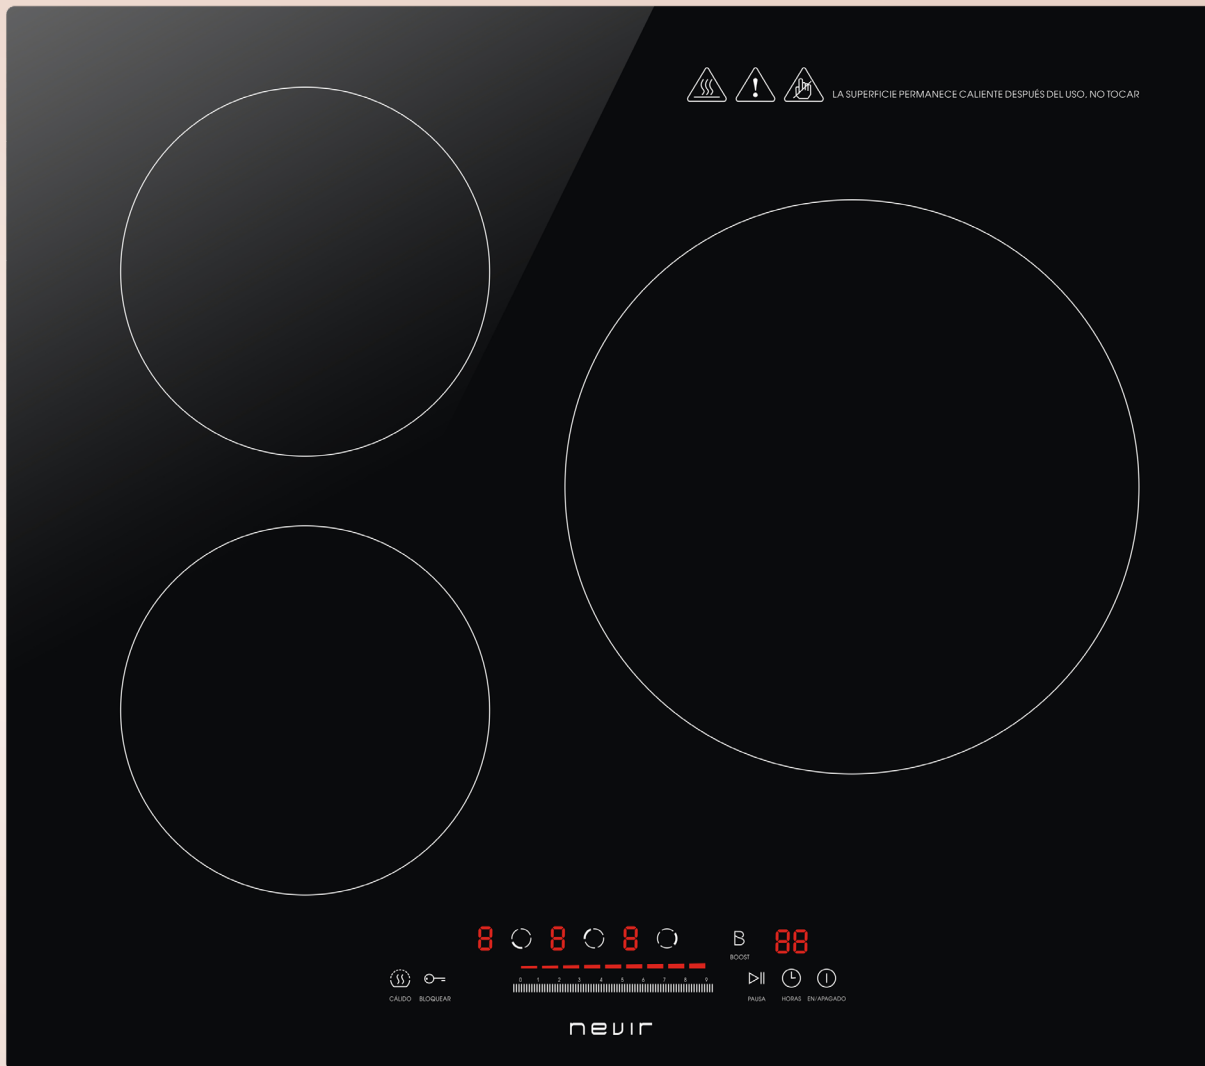 LA SUPERFICIE PERMANECE CALIENTE DESPUÉS DEL USO. NO TOCAR
8 8 8 B 88
BOOST
0 1 2 3 4 5 6 7 8 9
CALIDO BLOQUEAR PAUSA HORAS EN/APAGADO
nevir